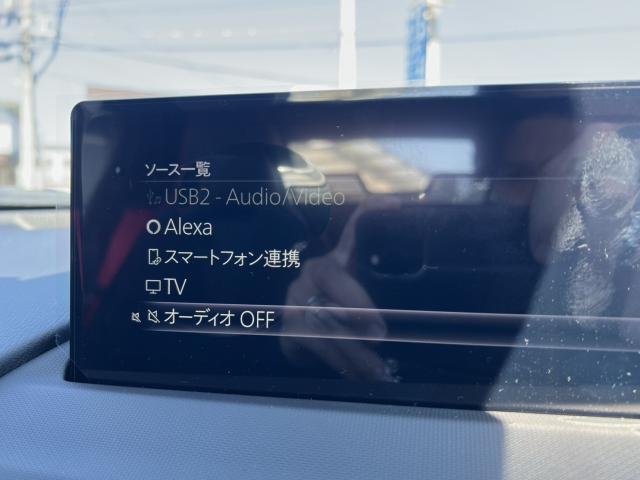 ソース一覧
USB2 - Audio/Video
Alexa
スマートフォン連携
TV
オーディオ OFF